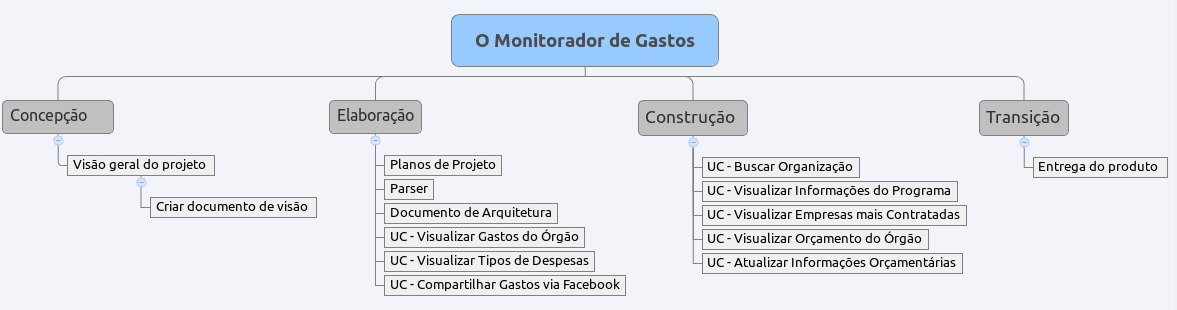 O Monitorador de Gastos
Concepção
Visão geral do projeto
Criar documento de visão
Elaboração
Planos de Projeto
Parser
Documento de Arquitetura
UC - Visualizar Gastos do Órgão
UC - Visualizar Tipos de Despesas
UC - Compartilhar Gastos via Facebook
Construção
UC - Buscar Organização
UC - Visualizar Informações do Programa
UC - Visualizar Empresas mais Contratadas
UC - Visualizar Orçamento do Órgão
UC - Atualizar Informações Orçamentárias
Transição
Entrega do produto